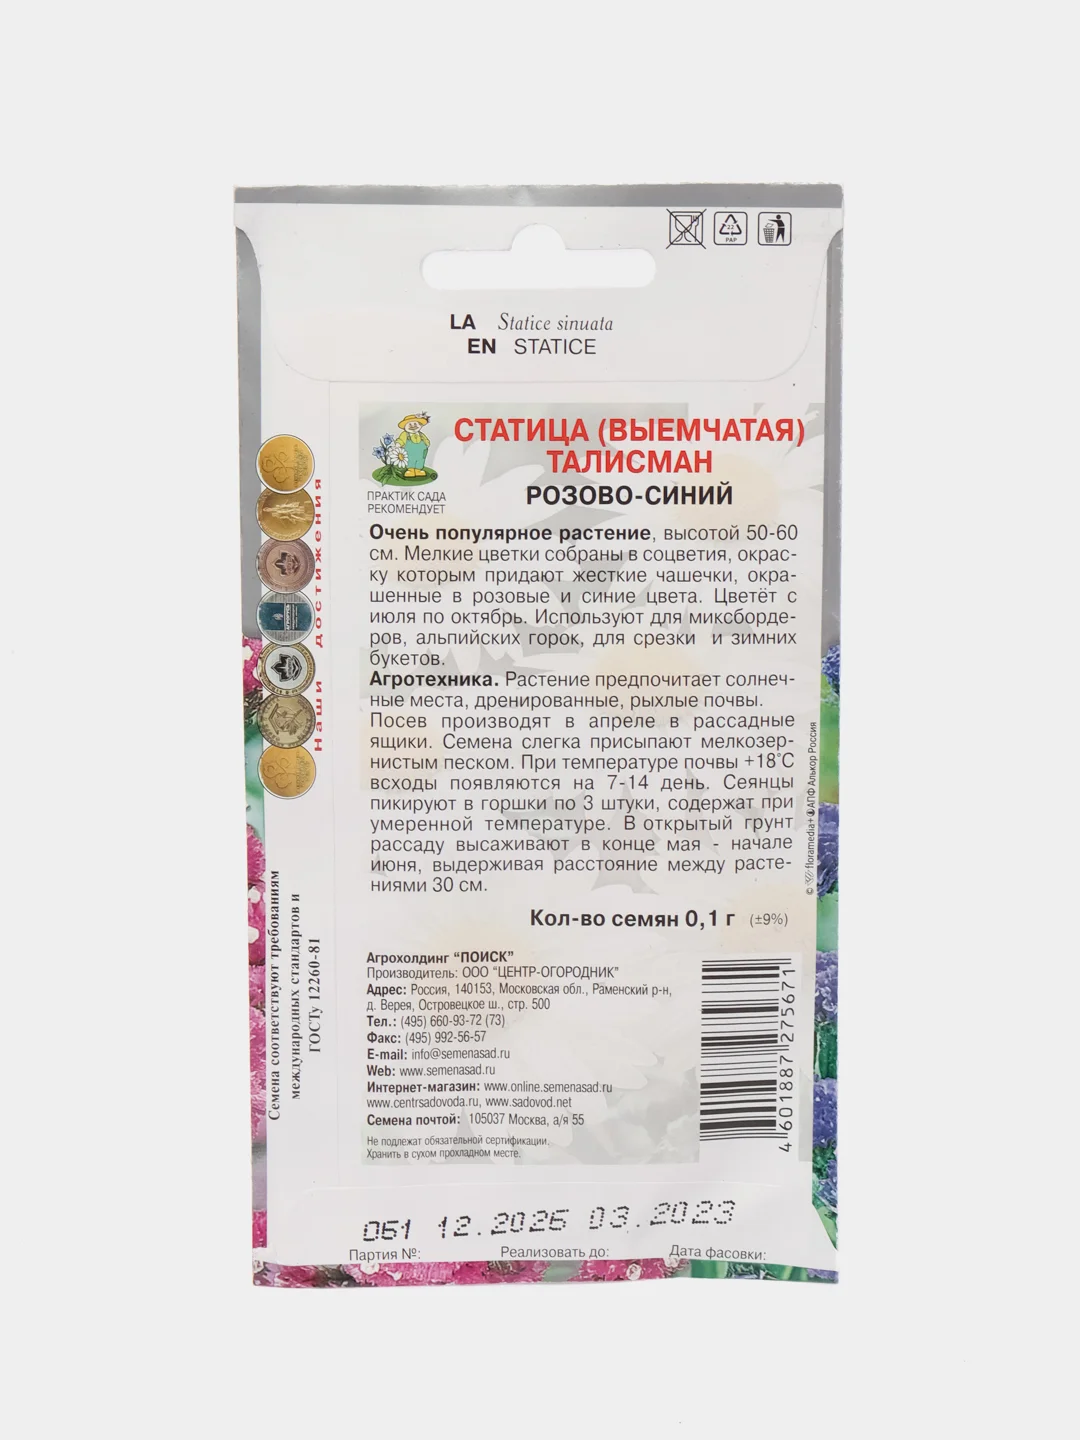 22
PAP
LA Statice sinuata
EN STATICE
СТАТИЦА (ВЫЕМЧАТАЯ)
ТАЛИСМАН
РОЗОВО-СИНИЙ
ПРАКТИК САДА
РЕКОМЕНДУЕТ
Очень популярное растение, высотой 50-60
см. Мелкие цветки собраны в соцветия, окрас-
ку которым придают жесткие чашечки, окра-
шенные в розовые и синие цвета. Цветёт с
июля по октябрь. Используют для миксборде-
ров, альпийских горок, для срезки и зимних
букетов.
Агротехника. Растение предпочитает солнеч-
ные места, дренированные, рыхлые почвы.
Посев производят в апреле в рассадные
ящики. Семена слегка присыпают мелкозер-
нистым песком. При температуре почвы +18°С
всходы появляются на 7-14 день. Сеянцы
пикируют в горшки по 3 штуки, содержат при
умеренной температуре. В открытый грунт
рассаду высаживают в конце мая - начале
июня, выдерживая расстояние между расте-
ниями 30 см.
Кол-во семян 0,1 г (±9%)
Агрохолдинг "ПОИСК"
Производитель: ООО "ЦЕНТР-ОГОРОДНИК"
Адрес: Россия, 140153, Московская обл., Раменский р-н,
д. Верея, Островецкое ш., стр. 500
Тел.: (495) 660-93-72 (73)
Факс: (495) 992-56-57
E-mail: info@semenasad.ru
Web: www.semenasad.ru
Интернет-магазин: www.online.semenasad.ru
www.centrsadovoda.ru, www.sadovod.net
Семена почтой: 105037 Москва, а/я 55
Не подлежат обязательной сертификации.
Хранить в сухом прохладном месте.
4 601887 275671
© floramedia+ АПФ Алькор Россия
Наши достижения
Семена соответствуют требованиям
международных стандартов и
ГОСТу 12260-81
061 12.2026 03.2023
Партия №: Реализовать до: Дата фасовки: